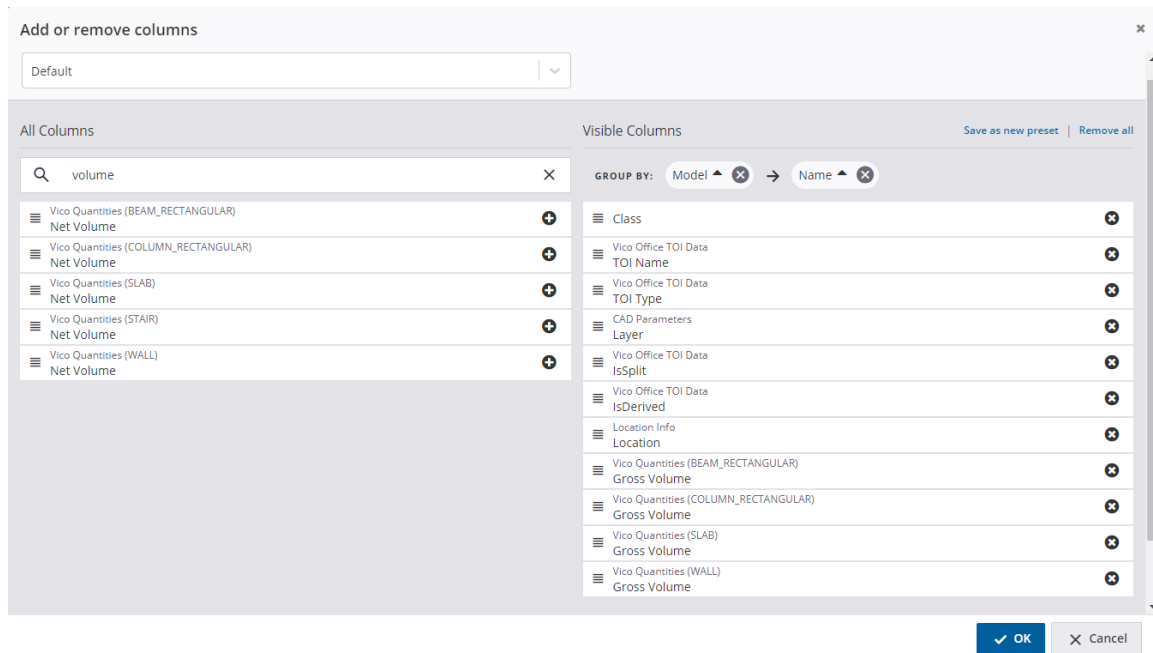 Add or remove columns
Default
All Columns
volume
Vico Quantities (BEAM_RECTANGULAR)
Net Volume
Vico Quantities (COLUMN_RECTANGULAR)
Net Volume
Vico Quantities (SLAB)
Net Volume
Vico Quantities (STAIR)
Net Volume
Vico Quantities (WALL)
Net Volume
Visible Columns
Save as new preset | Remove all
GROUP BY: Model → Name
Class
Vico Office TOI Data
TOI Name
Vico Office TOI Data
TOI Type
CAD Parameters
Layer
Vico Office TOI Data
IsSplit
Vico Office TOI Data
IsDerived
Location Info
Location
Vico Quantities (BEAM_RECTANGULAR)
Gross Volume
Vico Quantities (COLUMN_RECTANGULAR)
Gross Volume
Vico Quantities (SLAB)
Gross Volume
Vico Quantities (WALL)
Gross Volume
OK
Cancel